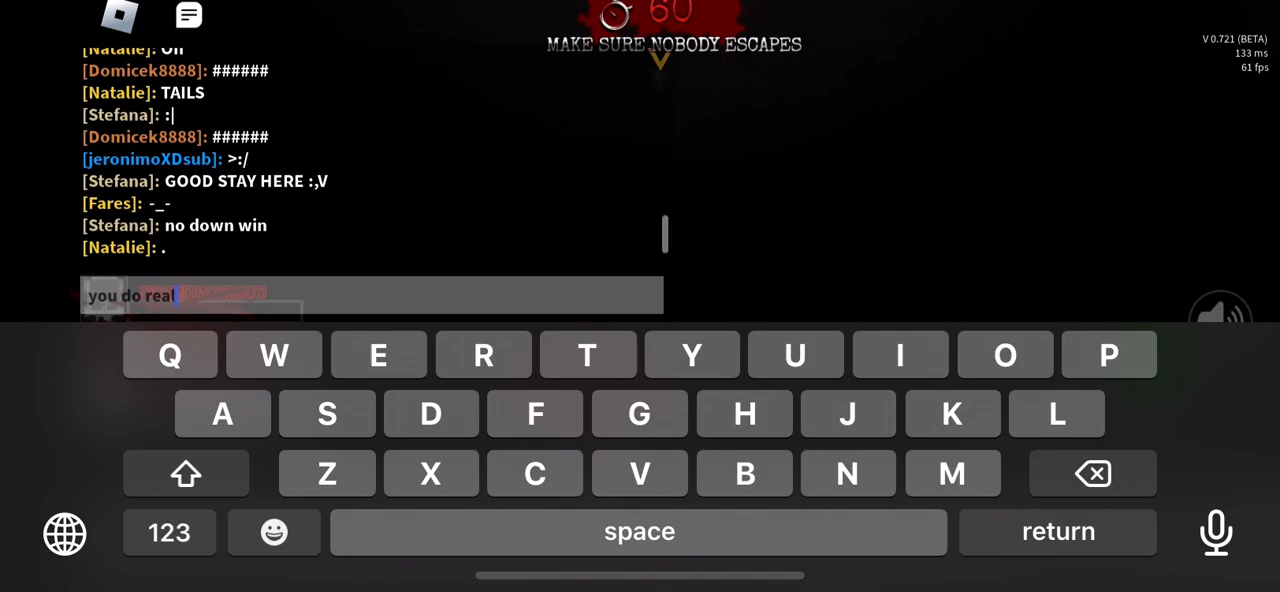 60
MAKE SURE NOBODY ESCAPES
V 0.721 (BETA)
133 ms
61 fps
[Natalie]: Oh
[Domicek8888]: ######
[Natalie]: TAILS
[Stefana]: :|
[Domicek8888]: ######
[jeronimoXDsub]: >:/
[Stefana]: GOOD STAY HERE :,V
[Fares]: -_-
[Stefana]: no down win
[Natalie]: .
you do real
Q W E R T Y U I O P
A S D F G H J K L
Z X C V B N M
123 space return